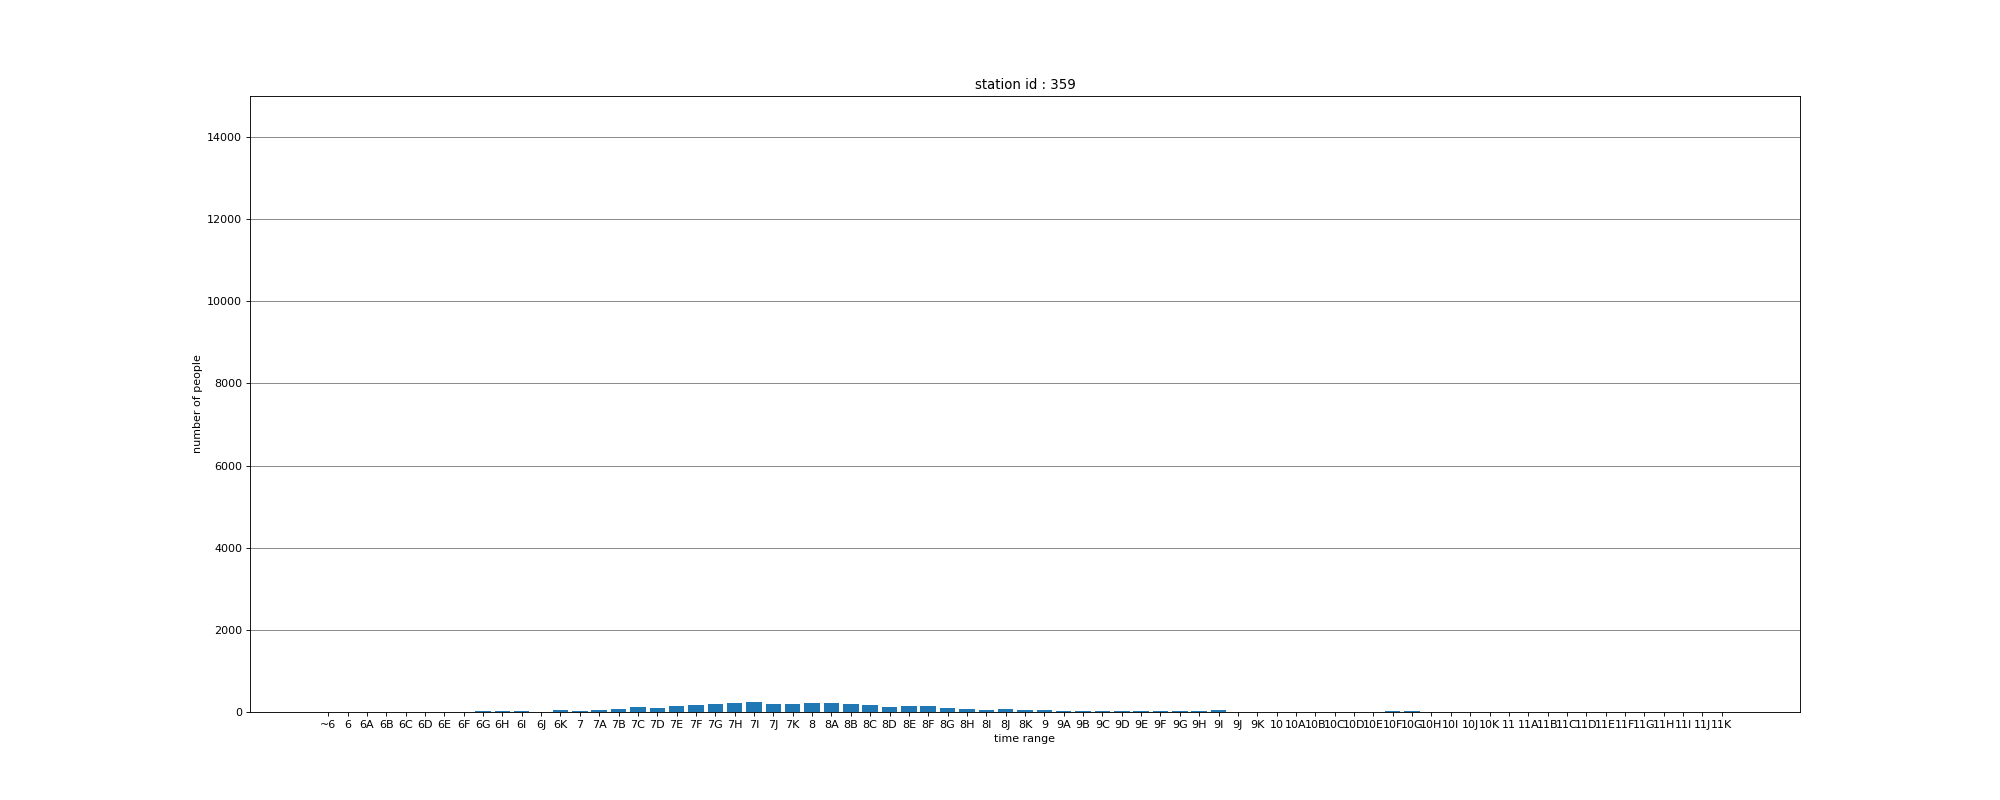 station id : 359
14000
12000
10000
8000
6000
4000
2000
0
number of people
~6 6 6A 6B 6C 6D 6E 6F 6G 6H 6I 6J 6K 7 7A 7B 7C 7D 7E 7F 7G 7H 7I 7J 7K 8 8A 8B 8C 8D 8E 8F 8G 8H 8I 8J 8K 9 9A 9B 9C 9D 9E 9F 9G 9H 9I 9J 9K 10 10A 10B 10C 10D 10E 10F 10G 10H 10I 10J 10K 11 11A 11B 11C 11D 11E 11F 11G 11H 11I 11J 11K
time range